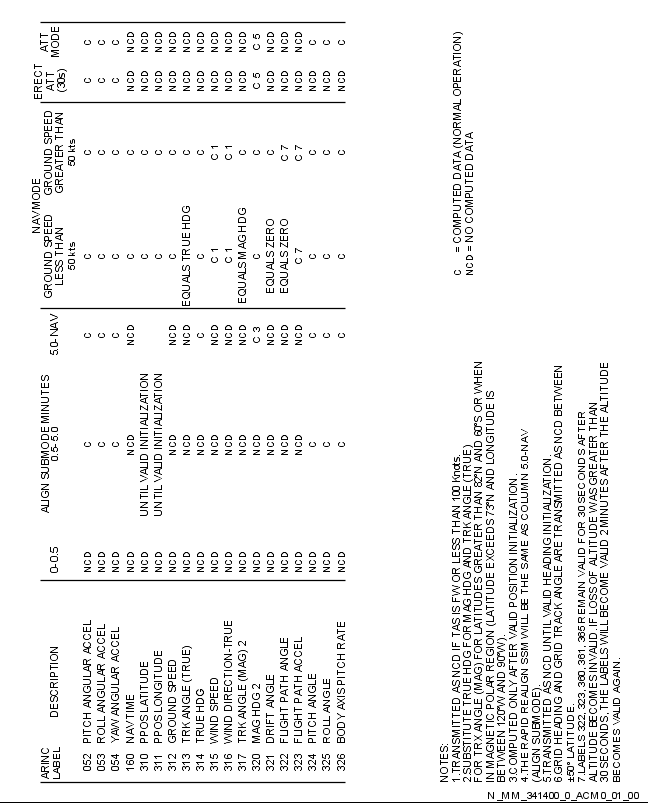 NAV MODE ERECT
ALIGN SUBMODE MINUTES GROUND SPEED GROUND SPEED ATT ATT
ARINC LESS THAN GREATER THAN (30s) MODE
LABEL DESCRIPTION 0-0.5 0.5-5.0 5.0-NAV 50 kts 50 kts
052 PITCH ANGULAR ACCEL NCD C C C C C C
053 ROLL ANGULAR ACCEL NCD C C C C C C
054 YAW ANGULAR ACCEL NCD C C C C C C
160 NAV TIME NCD NCD NCD C C NCD NCD
310 PPOS LATITUDE NCD UNTIL VALID INITIALIZATION C C NCD NCD
311 PPOS LONGITUDE NCD UNTIL VALID INITIALIZATION C C NCD NCD
312 GROUND SPEED NCD NCD NCD C C NCD NCD
313 TRK ANGLE (TRUE) NCD NCD NCD EQUALS TRUE HDG C NCD NCD
314 TRUE HDG NCD NCD C C C NCD NCD
315 WIND SPEED NCD NCD NCD C 1 C 1 NCD NCD
316 WIND DIRECTION-TRUE NCD NCD NCD C 1 C 1 NCD NCD
317 TRK ANGLE (MAG) 2 NCD NCD NCD EQUALS MAG HDG C NCD NCD
320 MAG HDG 2 NCD NCD C 3 C C C 5 C 5
321 DRIFT ANGLE NCD NCD NCD EQUALS ZERO C NCD NCD
322 FLIGHT PATH ANGLE NCD NCD NCD EQUALS ZERO C 7 NCD NCD
323 FLIGHT PATH ACCEL NCD NCD NCD C 7 C 7 NCD NCD
324 PITCH ANGLE NCD C C C C C C
325 ROLL ANGLE NCD C C C C C C
326 BODY AXIS PITCH RATE NCD C C C C NCD NCD
NOTES:
1.TRANSMITTED AS NCD IF TAS IS FW OR LESS THAN 100 Knots.
2.SUBSTITUTE TRUE HDG FOR MAG HDG AND TRK ANGLE (TRUE)
FOR TRX ANGLE (MAG) FOR LATITUDES GREATER THAN 82°N AND 60°S OR WHEN
IN MAGNETIC POLAR REGION (LATITUDE EXCEEDS 73°N AND LONGITUDE IS
BETWEEN 120°W AND 90°W).
3.COMPUTED ONLY AFTER VALID POSITION INITIALIZATION.
4.THE RAPID REALIGN SSM WILL BE THE SAME AS COLUMN 5.0-NAV
(ALIGN SUBMODE).
5.TRANSMITTED AS NCD UNTIL VALID HEADING INITIALIZATION.
6.GRID HEADING AND GRID TRACK ANGLE ARE TRANSMITTED AS NCD BETWEEN
±60° LATITUDE.
7.LABELS 322, 323, 360, 361, 365 REMAIN VALID FOR 30 SECONDS AFTER
ALTITUDE BECOMES INVALID. IF LOSS OF ALTITUDE WAS GREATER THAN
30 SECONDS, THE LABELS WILL BECOME VALID 2 MINUTES AFTER THE ALTITUDE
BECOMES VALID AGAIN.
C = COMPUTED DATA (NORMAL OPERATION)
NCD = NO COMPUTED DATA
N_MM_341400_0_ACM0_01_00